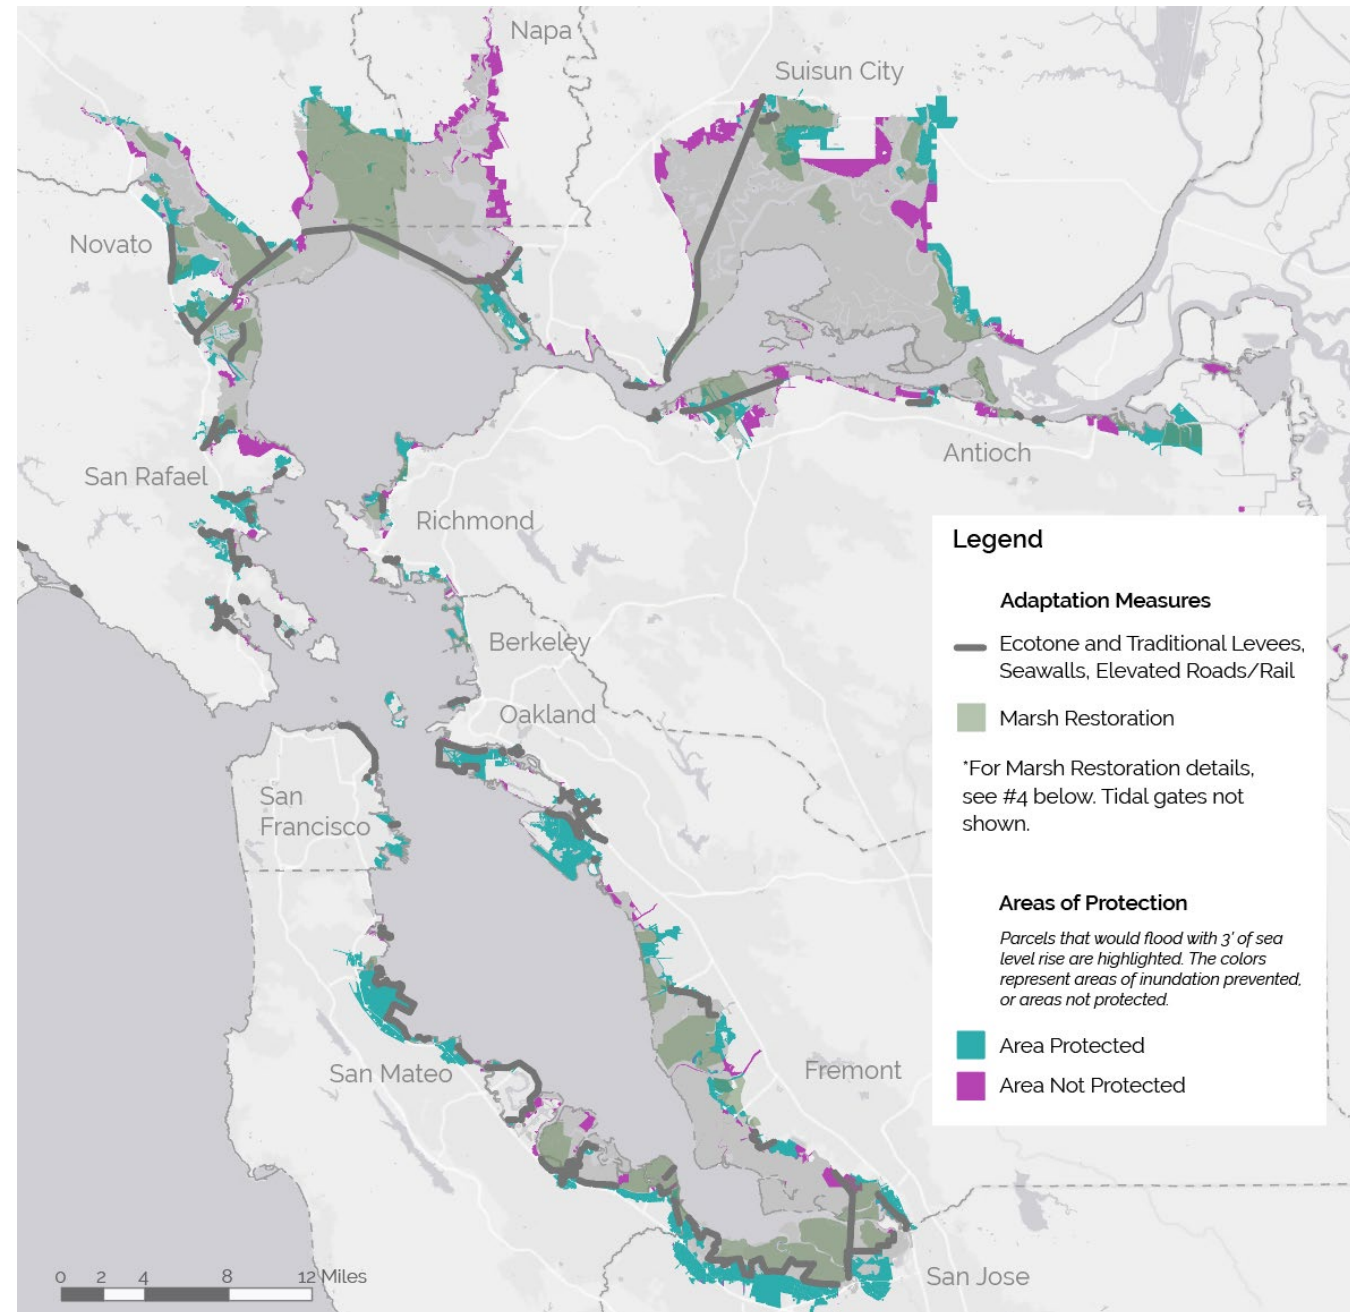 Napa
Suisun City
Novato
San Rafael
Antioch
Richmond
Berkeley
Oakland
San
Francisco
San Mateo
Fremont
San Jose
Legend
Adaptation Measures
Ecotone and Traditional Levees,
Seawalls, Elevated Roads/Rail
Marsh Restoration
*For Marsh Restoration details,
see #4 below. Tidal gates not
shown.
Areas of Protection
Parcels that would flood with 3' of sea
level rise are highlighted. The colors
represent areas of inundation prevented,
or areas not protected.
Area Protected
Area Not Protected
0 2 4 8 12 Miles